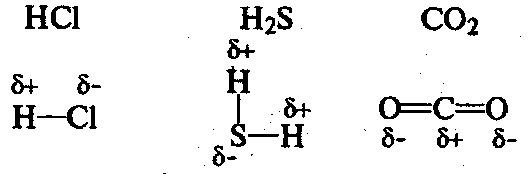 HCl H₂S CO₂
δ+
δ+ δ- H
δ+
H—Cl S—H O=C=O
δ- δ- δ+ δ-